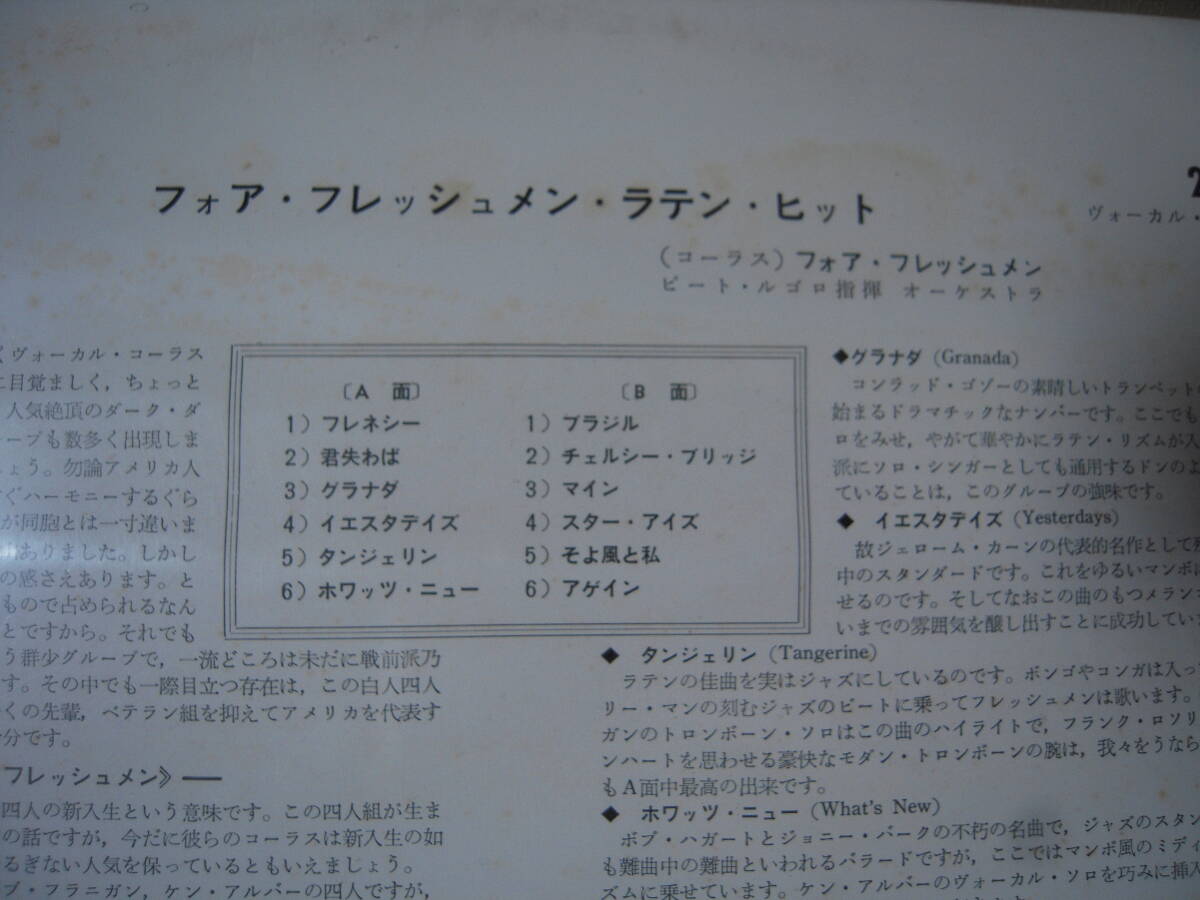 フォア・フレッシュメン・ラテン・ヒット
ヴォーカル・
(コーラス) フォア・フレッシュメン
ピート・ルゴロ指揮 オーケストラ
ヴォーカル・コーラス
に目覚ましく，ちょっと
人気絶頂のダーク・ダ
ープも数多く出現しま
ょう。勿論アメリカ人
ぐハーモニーするぐら
が同胞とは一寸違いま
ありました。しかし
の感さえあります。と
もので占められるなん
とですから。それでも
う群少グループで，一流どころは未だに戦前派乃
す。その中でも一際目立つ存在は，この白人四人
くの先輩，ベテラン組を抑えてアメリカを代表す
分です。
フレッシュメン》──
四人の新入生という意味です。この四人組が生ま
の話ですが，今だに彼らのコーラスは新入生の如
るぎない人気を保っているともいえましょう。
ブ・フラニガン，ケン・アルバーの四人ですが，
〔A 面〕
1) フレネシー
2) 君失わば
3) グラナダ
4) イエスタデイズ
5) タンジェリン
6) ホワッツ・ニュー
〔B 面〕
1) ブラジル
2) チェルシー・ブリッジ
3) マイン
4) スター・アイズ
5) そよ風と私
6) アゲイン
◆グラナダ (Granada)
コンラッド・ゴゾーの素晴しいトランペットの
始まるドラマチックなナンバーです。ここでも
ロをみせ，やがて華やかにラテン・リズムが入
派にソロ・シンガーとしても通用するドンのよ
ていることは，このグループの強味です。
◆ イエスタデイズ (Yesterdays)
故ジェローム・カーンの代表的名作として
中のスタンダードです。これをゆるいマンボに
せるのです。そしてなおこの曲のもつメランコ
いまでの雰囲気を醸し出すことに成功してい
◆ タンジェリン (Tangerine)
ラテンの佳曲を実はジャズにしているのです。ボンゴやコンガは入っ
リー・マンの刻むジャズのビートに乗ってフレッシュメンは歌います。
ガンのトロンボーン・ソロはこの曲のハイライトで，フランク・ロソリ
ンハートを思わせる豪快なモダン・トロンボーンの腕は，我々をうなら
もA面中最高の出来です。
◆ ホワッツ・ニュー (What's New)
ボブ・ハガートとジョニー・バークの不朽の名曲で，ジャズのスタン
も難曲中の難曲といわれるバラードですが，ここではマンボ風のミディ
ズムに乗せています。ケン・アルバーのヴォーカル・ソロを巧みに挿入